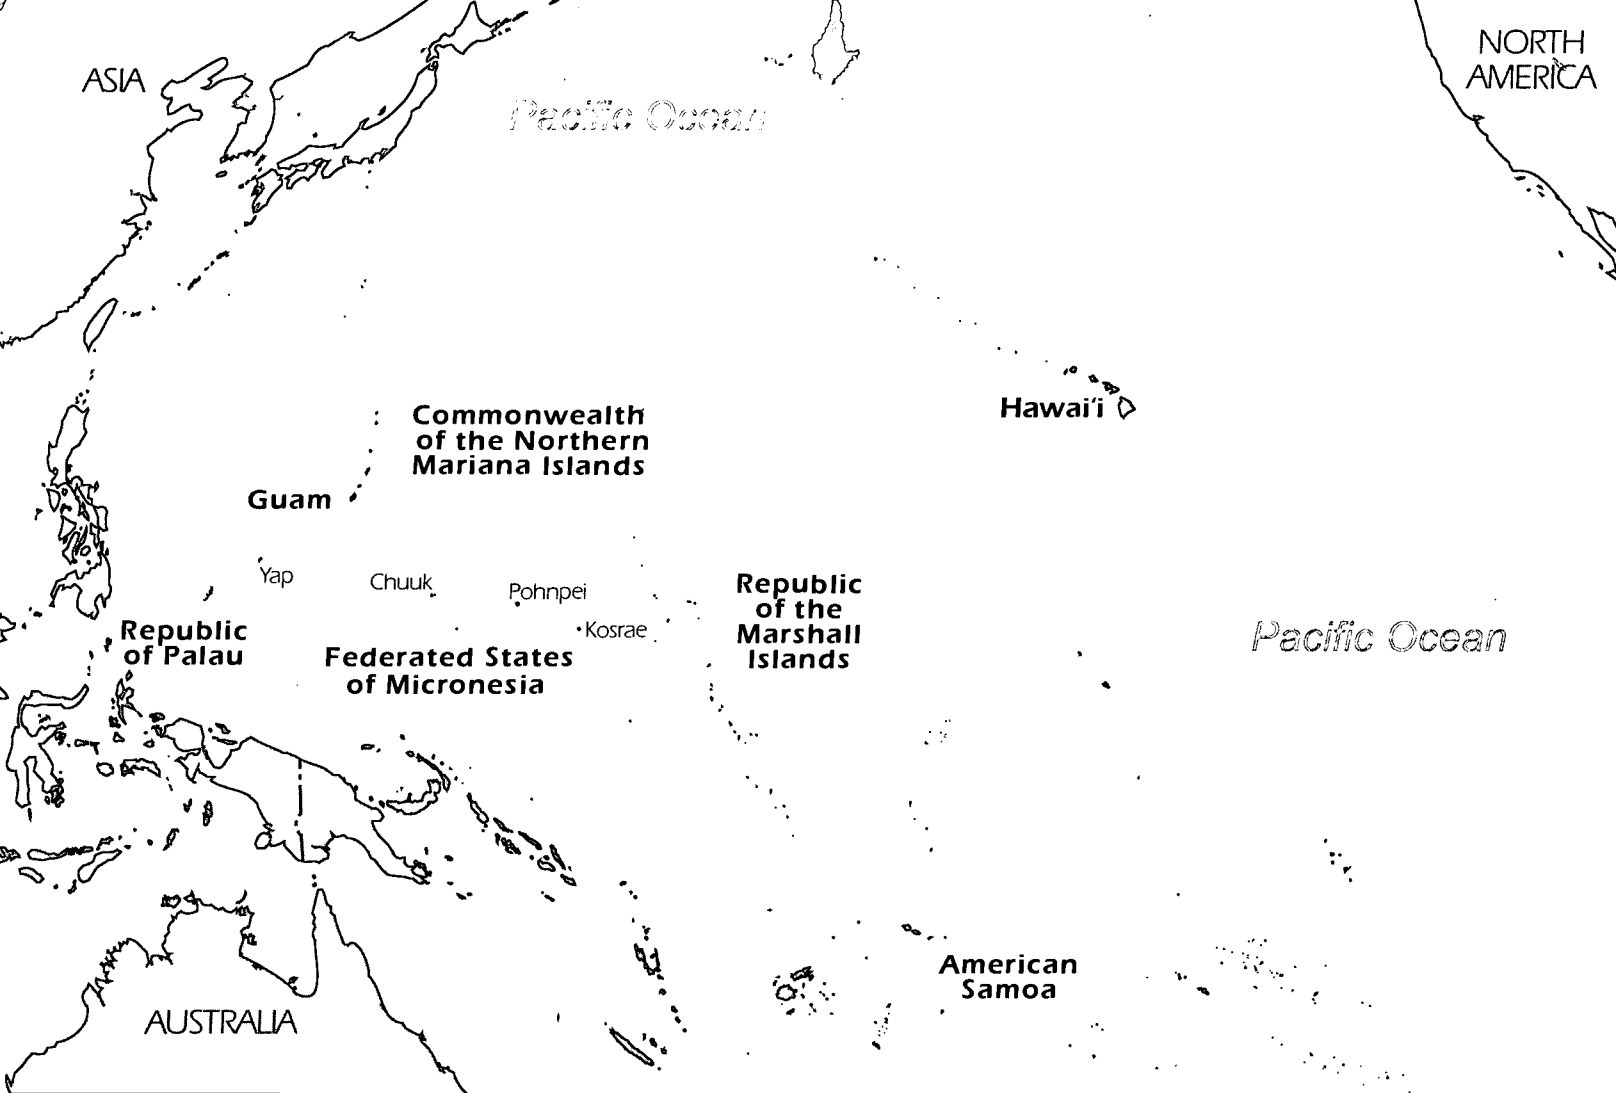 ASIA
NORTH
AMERICA
Pacific Ocean
Hawai'i
Commonwealth
of the Northern
Mariana Islands
Guam
Yap
Chuuk
Pohnpei
Kosrae
Republic
of the
Marshall
Islands
Republic
of Palau
Federated States
of Micronesia
Pacific Ocean
American
Samoa
AUSTRALIA